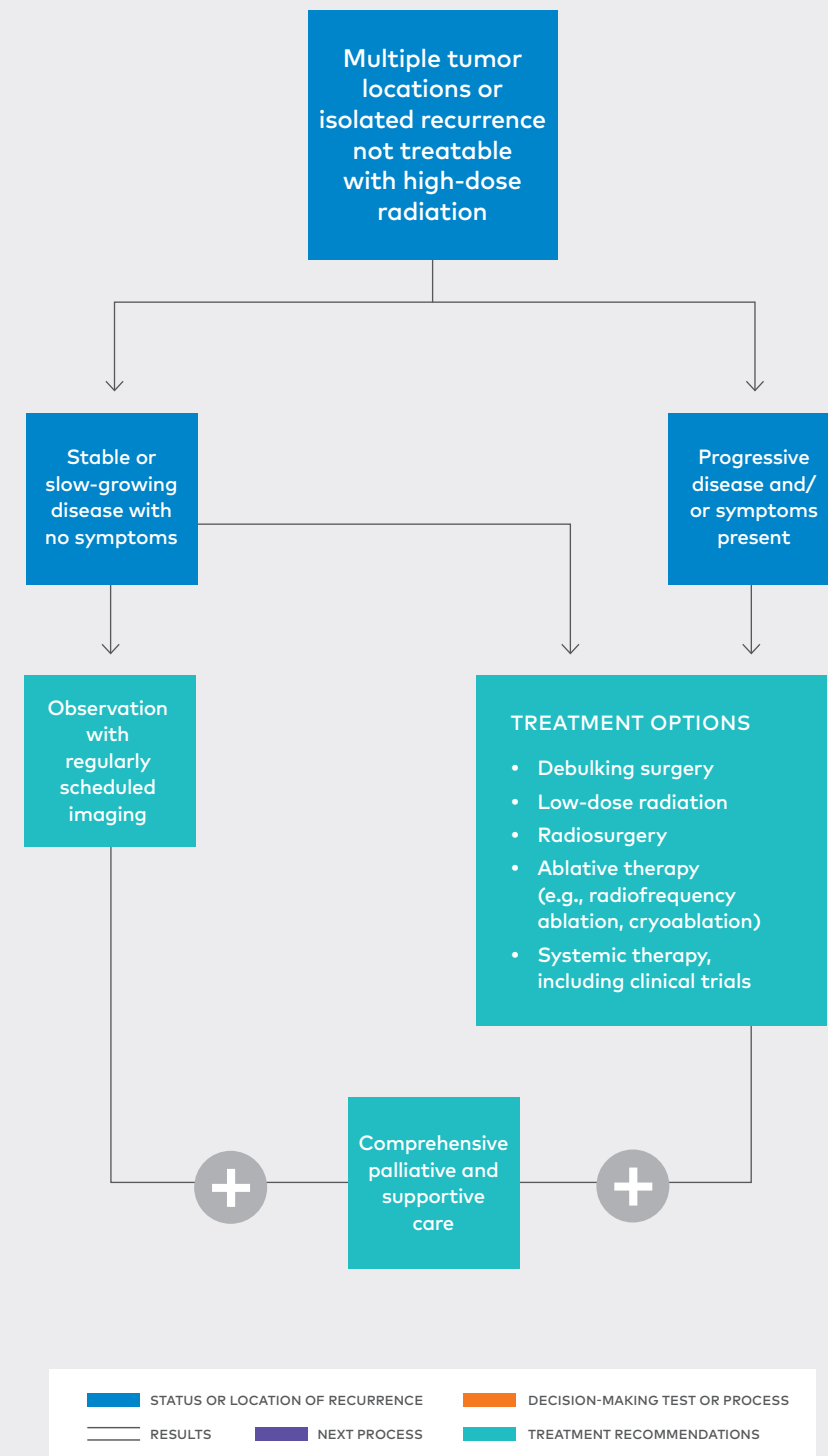 Multiple tumor
locations or
isolated recurrence
not treatable
with high-dose
radiation
Stable or
slow-growing
disease with
no symptoms
Progressive
disease and/
or symptoms
present
Observation
with
regularly
scheduled
imaging
TREATMENT OPTIONS
• Debulking surgery
• Low-dose radiation
• Radiosurgery
• Ablative therapy
(e.g., radiofrequency
ablation, cryoablation)
• Systemic therapy,
including clinical trials
Comprehensive
palliative and
supportive
care
+
+
STATUS OR LOCATION OF RECURRENCE
DECISION-MAKING TEST OR PROCESS
RESULTS
NEXT PROCESS
TREATMENT RECOMMENDATIONS